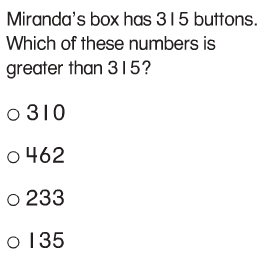 Miranda's box has 315 buttons.
Which of these numbers is
greater than 315?
310
462
233
135